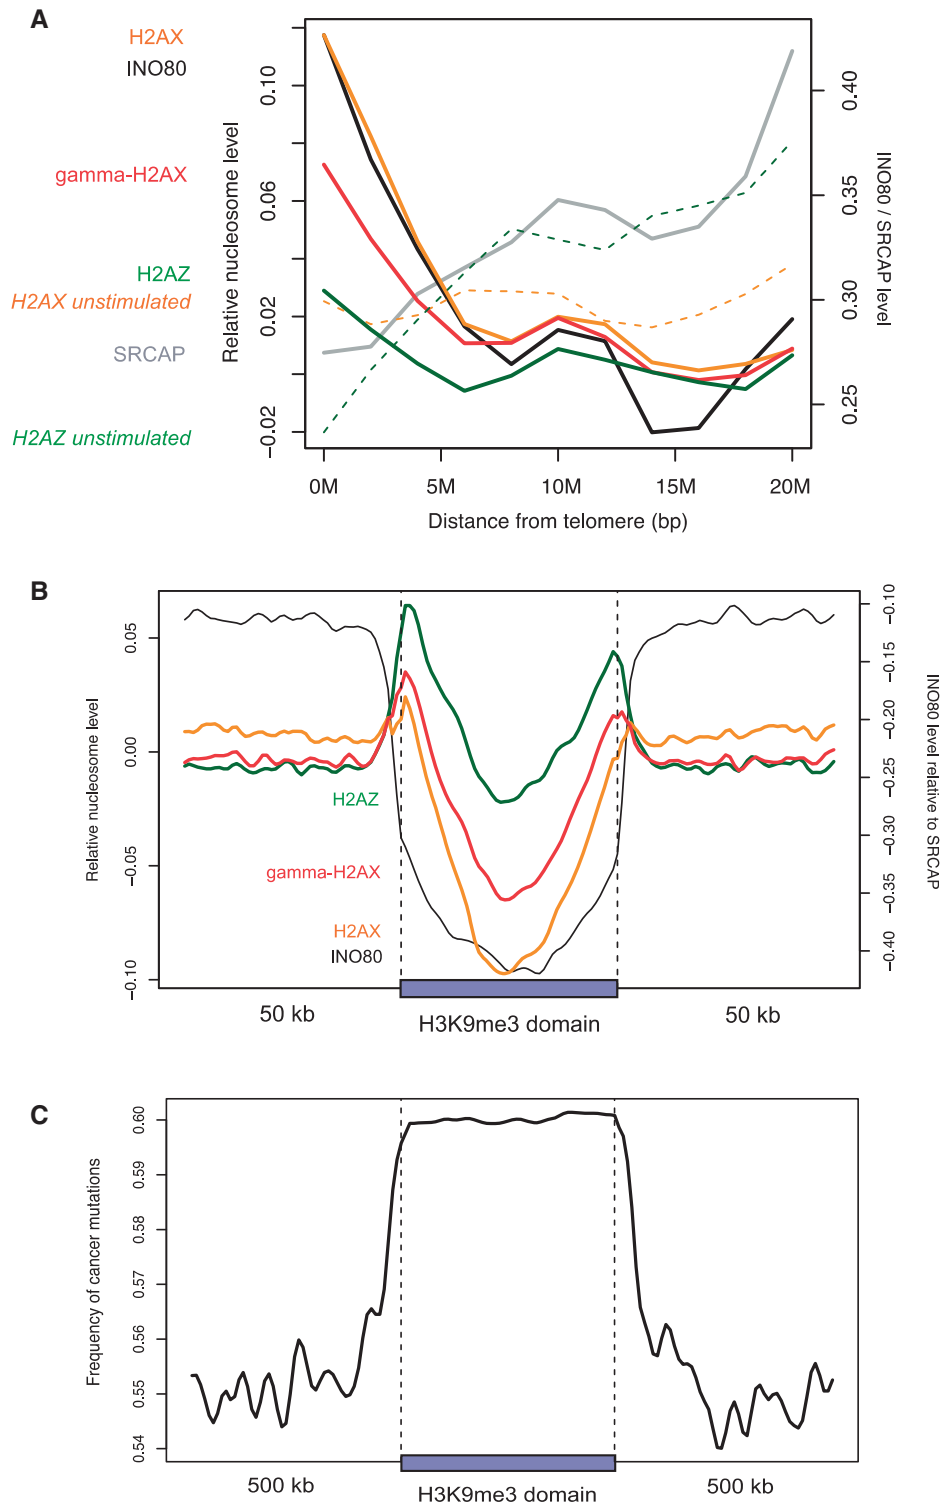 A
H2AX
INO80
gamma-H2AX
H2AZ
H2AX unstimulated
SRCAP
H2AZ unstimulated
Relative nucleosome level
0.10
0.06
0.02
−0.02
0.40
0.35
0.30
0.25
INO80 / SRCAP level
0M
5M
10M
15M
20M
Distance from telomere (bp)
B
Relative nucleosome level
0.05
0.00
−0.05
−0.10
−0.10
−0.15
−0.20
−0.25
−0.30
−0.35
−0.40
INO80 level relative to SRCAP
H2AZ
gamma-H2AX
H2AX
INO80
50 kb
H3K9me3 domain
50 kb
C
Frequency of cancer mutations
0.60
0.59
0.58
0.57
0.56
0.55
0.54
500 kb
H3K9me3 domain
500 kb